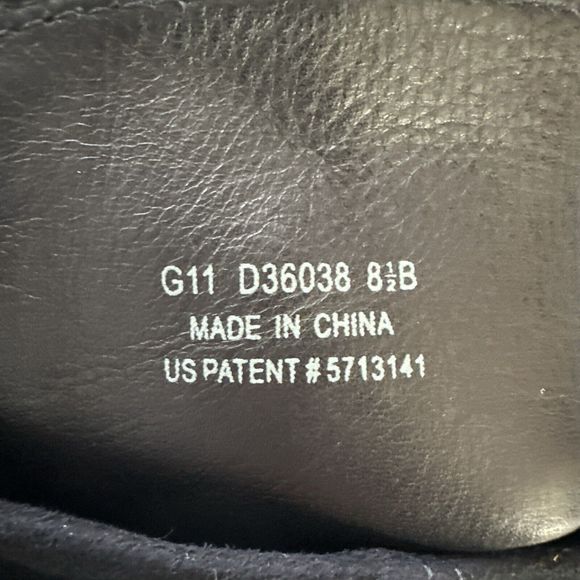 G11 D36038 8½B
MADE IN CHINA
US PATENT # 5713141